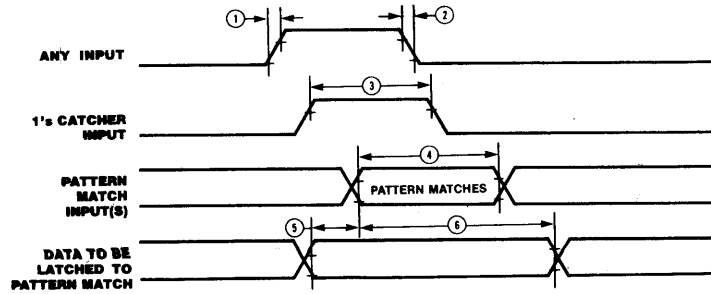 1
2
ANY INPUT
3
1's CATCHER
INPUT
4
PATTERN
MATCH
INPUT(S)
PATTERN MATCHES
5
6
DATA TO BE
LATCHED TO
PATTERN MATCH